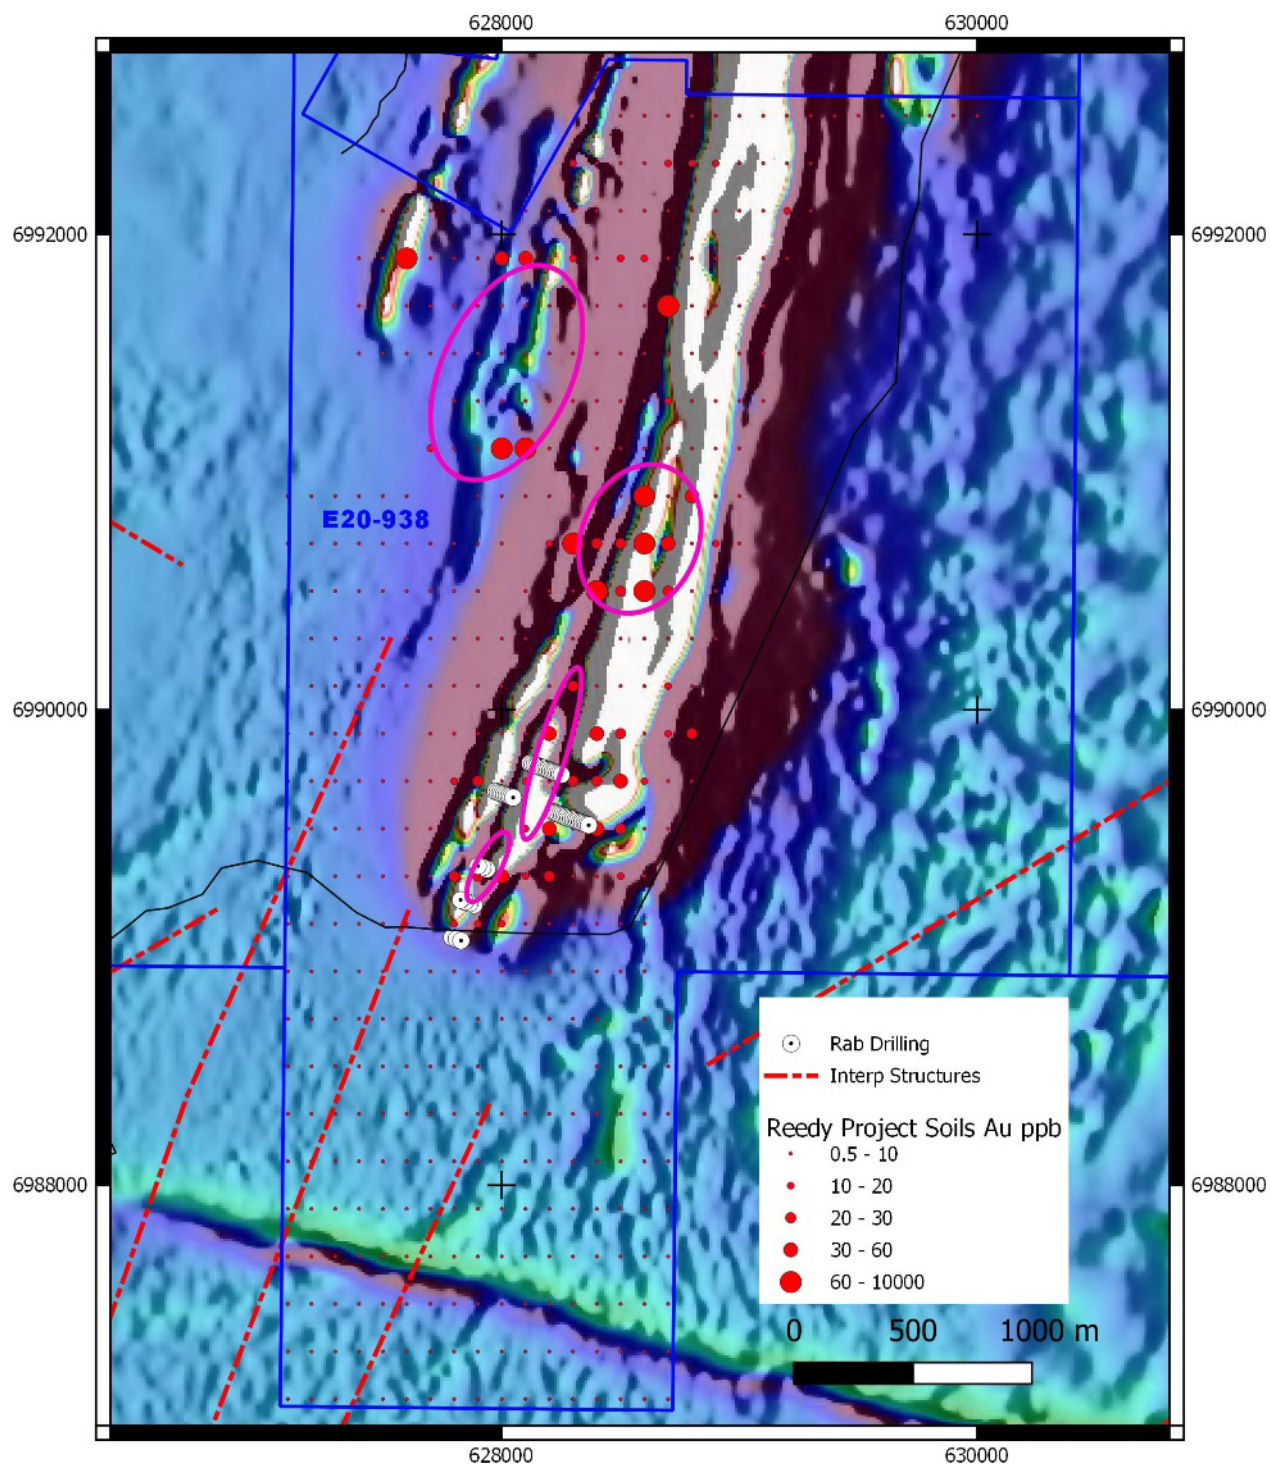 628000 630000
6992000 6992000
E20-938
6990000 6990000
Rab Drilling
Interp Structures
Reedy Project Soils Au ppb
0.5 - 10
10 - 20
20 - 30
30 - 60
60 - 10000
6988000 6988000
0 500 1000 m
628000 630000